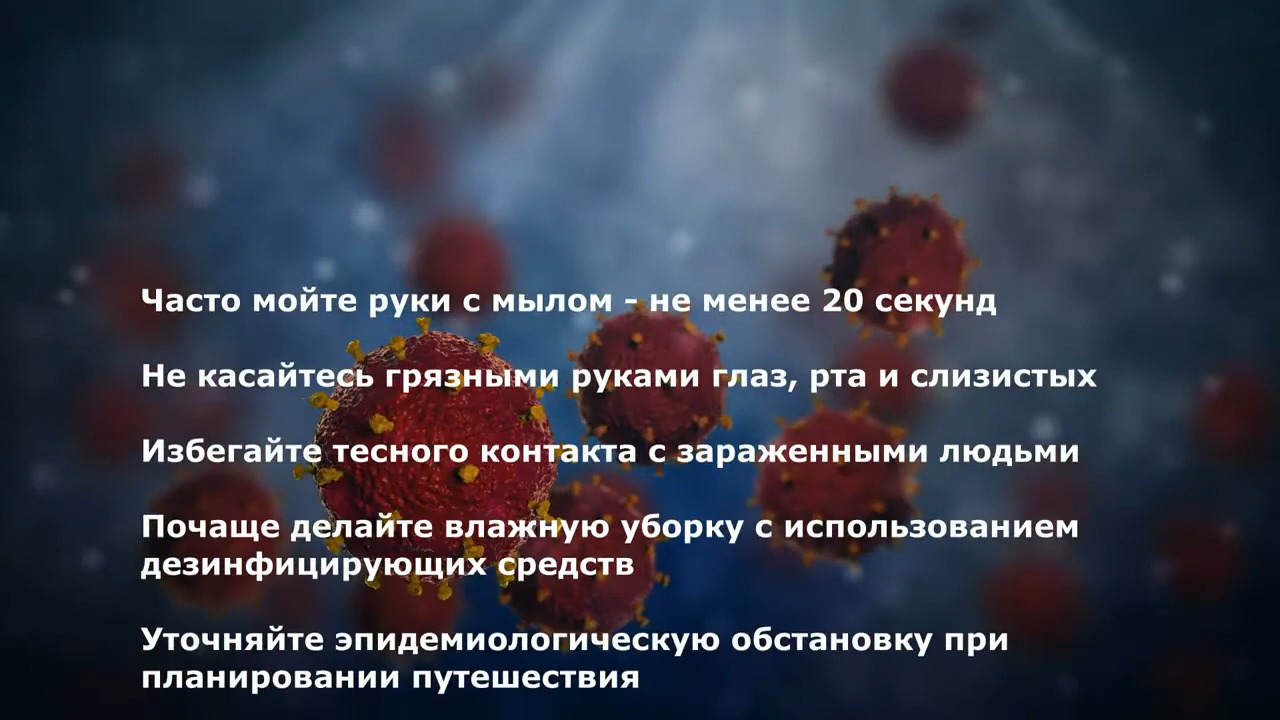 Часто мойте руки с мылом - не менее 20 секунд
Не касайтесь грязными руками глаз, рта и слизистых
Избегайте тесного контакта с зараженными людьми
Почаще делайте влажную уборку с использованием
дезинфицирующих средств
Уточняйте эпидемиологическую обстановку при
планировании путешествия